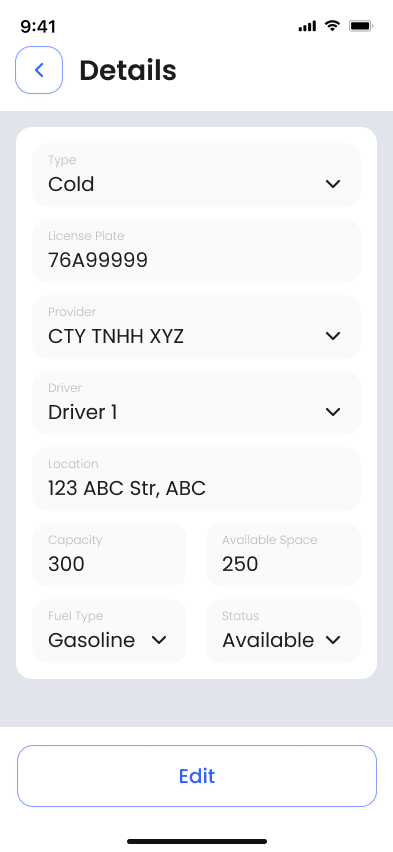 9:41
Details
Type
Cold
License Plate
76A99999
Provider
CTY TNHH XYZ
Driver
Driver 1
Location
123 ABC Str, ABC
Capacity
300
Available Space
250
Fuel Type
Gasoline
Status
Available
Edit